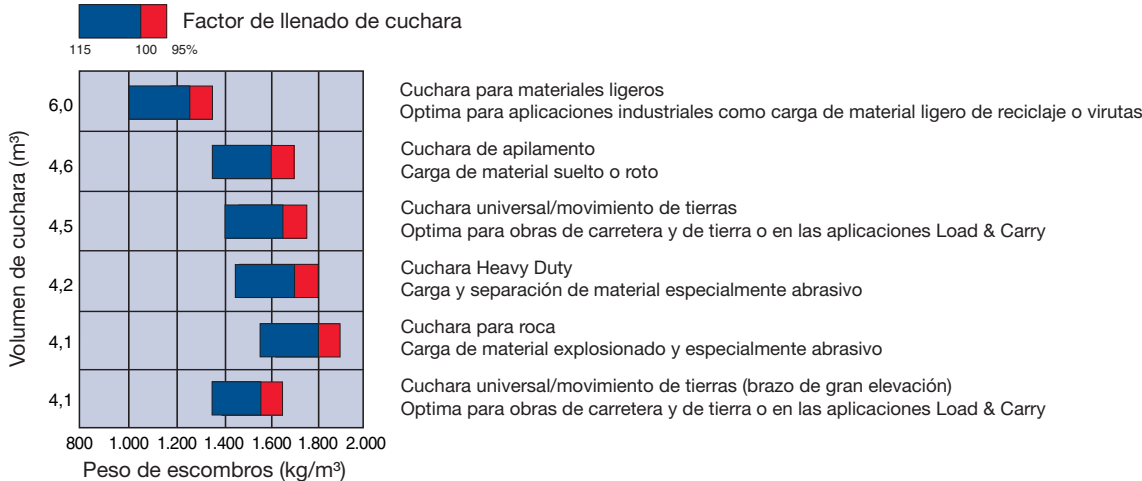 Factor de llenado de cuchara
115 100 95%
Volumen de cuchara (m³)
6,0
Cuchara para materiales ligeros
Optima para aplicaciones industriales como carga de material ligero de reciclaje o virutas
4,6
Cuchara de apilamento
Carga de material suelto o roto
4,5
Cuchara universal/movimiento de tierras
Optima para obras de carretera y de tierra o en las aplicaciones Load & Carry
4,2
Cuchara Heavy Duty
Carga y separación de material especialmente abrasivo
4,1
Cuchara para roca
Carga de material explosionado y especialmente abrasivo
4,1
Cuchara universal/movimiento de tierras (brazo de gran elevación)
Optima para obras de carretera y de tierra o en las aplicaciones Load & Carry
800 1.000 1.200 1.400 1.600 1.800 2.000
Peso de escombros (kg/m³)